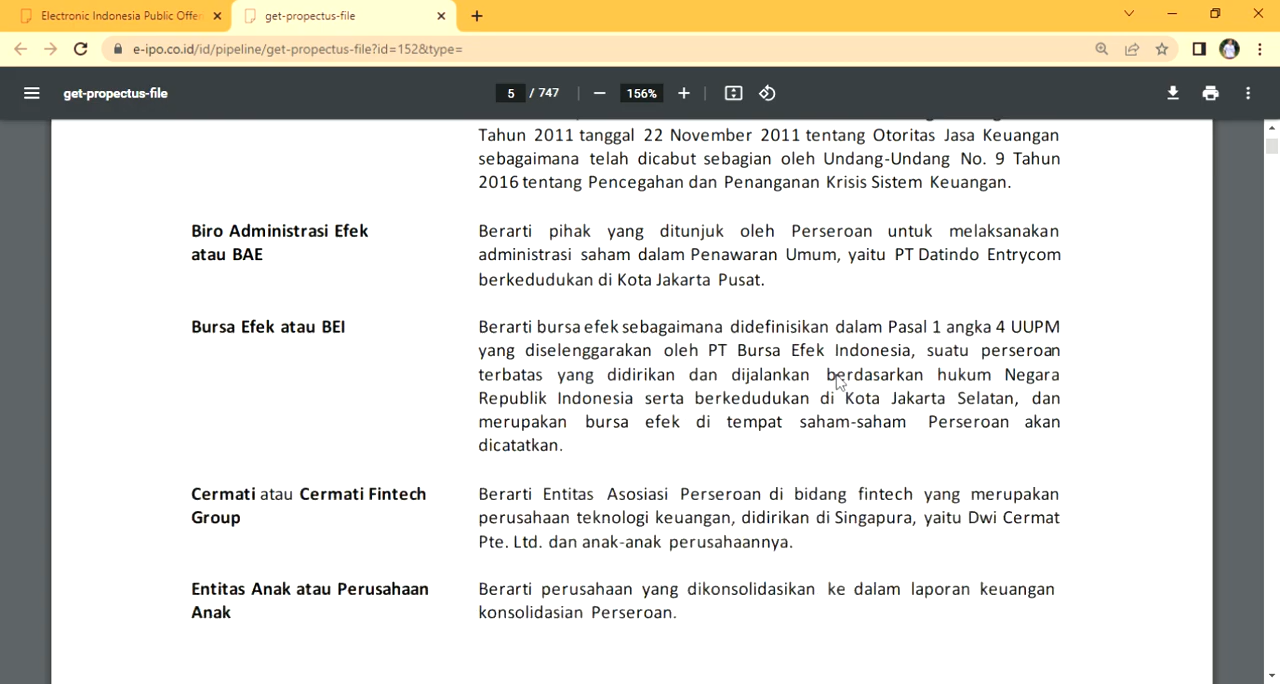 Electronic Indonesia Public Offer
get-propectus-file
e-ipo.co.id/id/pipeline/get-propectus-file?id=152&type=
get-propectus-file
5 / 747
156%
Tahun 2011 tanggal 22 November 2011 tentang Otoritas Jasa Keuangan
sebagaimana telah dicabut sebagian oleh Undang-Undang No. 9 Tahun
2016 tentang Pencegahan dan Penanganan Krisis Sistem Keuangan.
Biro Administrasi Efek
atau BAE
Berarti pihak yang ditunjuk oleh Perseroan untuk melaksanakan
administrasi saham dalam Penawaran Umum, yaitu PT Datindo Entrycom
berkedudukan di Kota Jakarta Pusat.
Bursa Efek atau BEI
Berarti bursa efek sebagaimana didefinisikan dalam Pasal 1 angka 4 UUPM
yang diselenggarakan oleh PT Bursa Efek Indonesia, suatu perseroan
terbatas yang didirikan dan dijalankan berdasarkan hukum Negara
Republik Indonesia serta berkedudukan di Kota Jakarta Selatan, dan
merupakan bursa efek di tempat saham-saham Perseroan akan
dicatatkan.
Cermati atau Cermati Fintech
Group
Berarti Entitas Asosiasi Perseroan di bidang fintech yang merupakan
perusahaan teknologi keuangan, didirikan di Singapura, yaitu Dwi Cermat
Pte. Ltd. dan anak-anak perusahaannya.
Entitas Anak atau Perusahaan
Anak
Berarti perusahaan yang dikonsolidasikan ke dalam laporan keuangan
konsolidasian Perseroan.